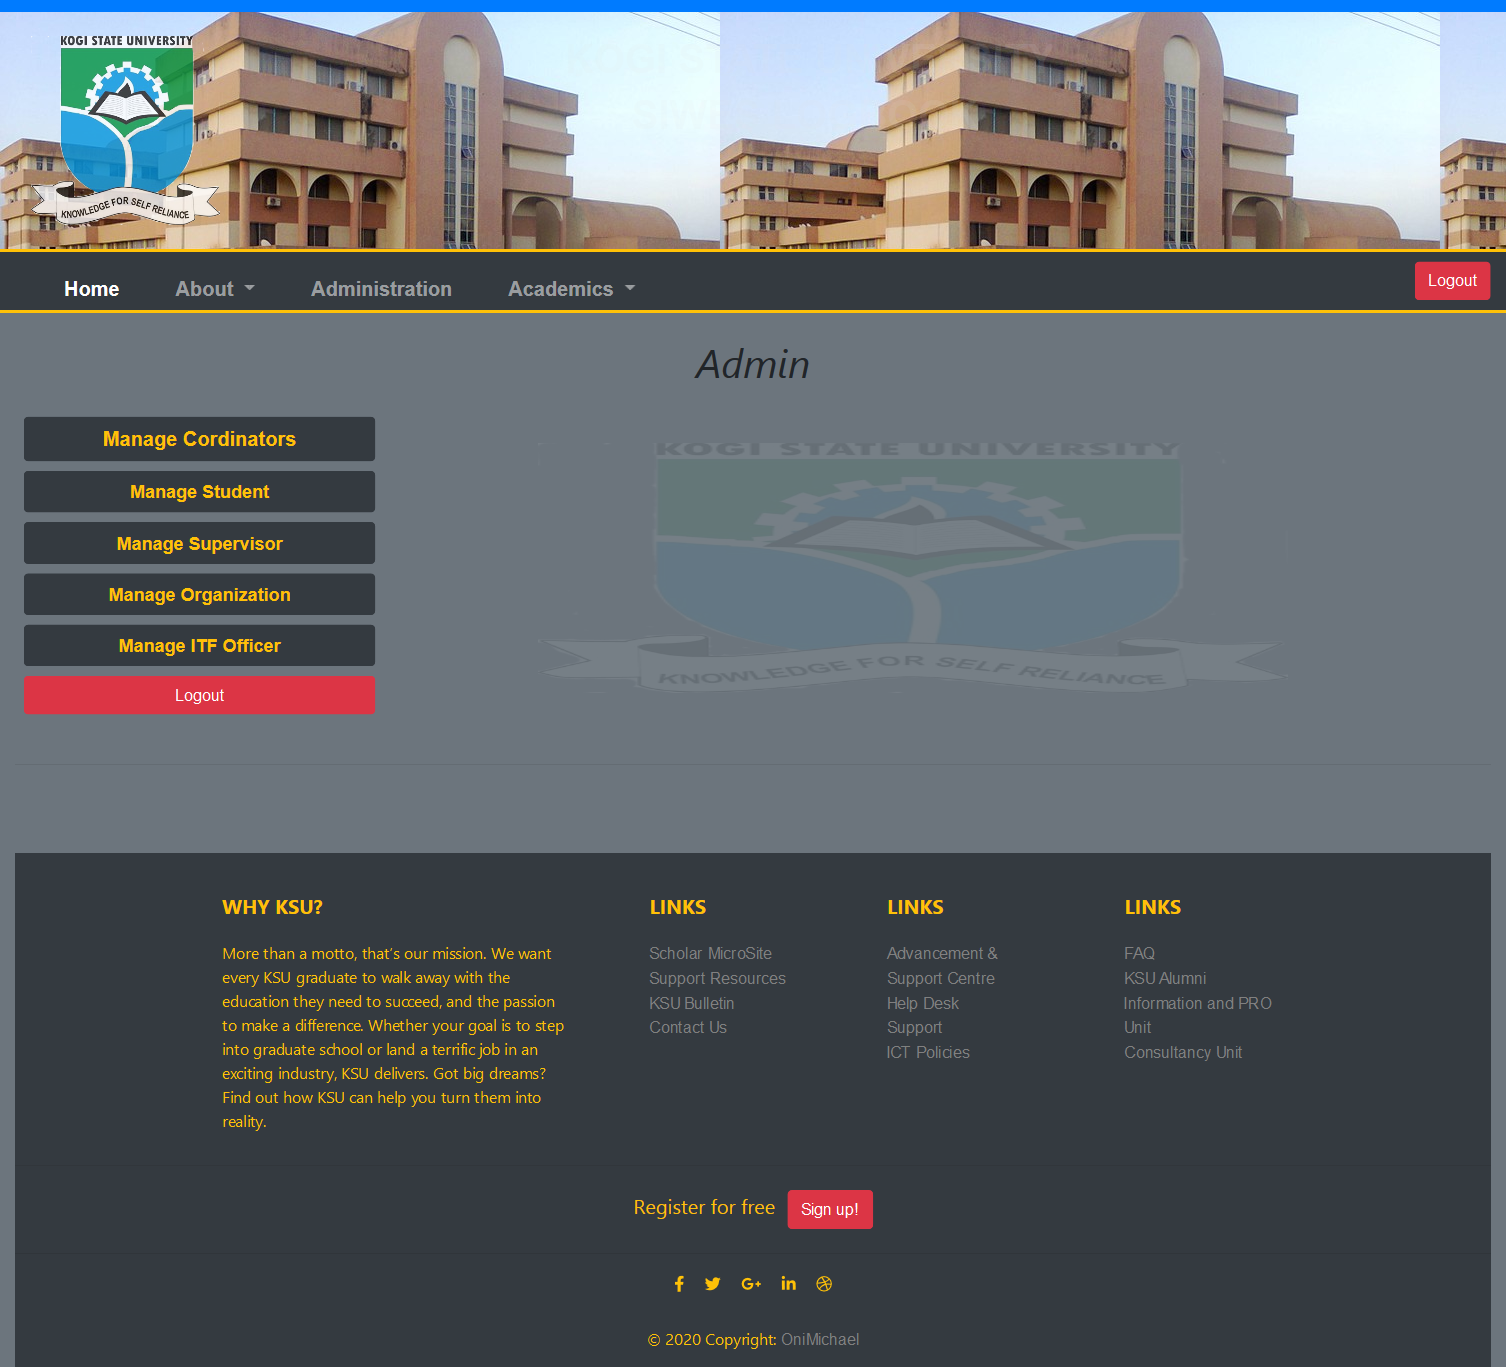 KOGI STATE UNIVERSITY
KNOWLEDGE FOR SELF RELIANCE
Home
About
Administration
Academics
Logout
Admin
Manage Cordinators
Manage Student
Manage Supervisor
Manage Organization
Manage ITF Officer
Logout
KOGI STATE UNIVERSITY
KNOWLEDGE FOR SELF RELIANCE
WHY KSU?
More than a motto, that's our mission. We want
every KSU graduate to walk away with the
education they need to succeed, and the passion
to make a difference. Whether your goal is to step
into graduate school or land a terrific job in an
exciting industry, KSU delivers. Got big dreams?
Find out how KSU can help you turn them into
reality.
LINKS
Scholar MicroSite
Support Resources
KSU Bulletin
Contact Us
LINKS
Advancement &
Support Centre
Help Desk
Support
ICT Policies
LINKS
FAQ
KSU Alumni
Information and PRO
Unit
Consultancy Unit
Register for free
Sign up!
© 2020 Copyright: OniMichael